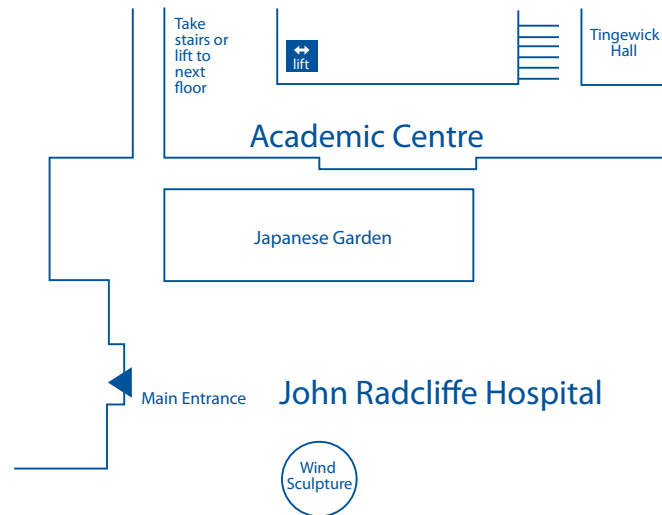 Take
stairs or
lift to
next
floor
lift
Tingewick
Hall
Academic Centre
Japanese Garden
Main Entrance
John Radcliffe Hospital
Wind
Sculpture